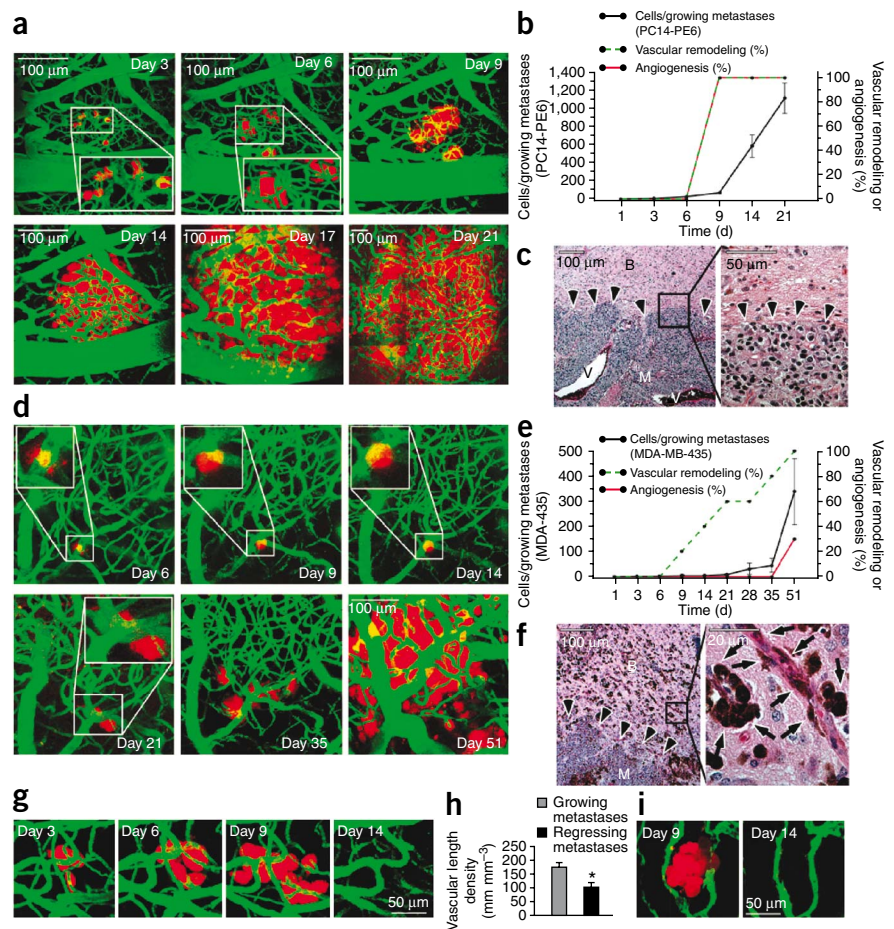 a
Day 3
100 µm
Day 6
100 µm
Day 9
100 µm
100 µm
Day 14
100 µm
Day 17
100 µm
Day 21
b
Cells/growing metastases
(PC14-PE6)
Vascular remodeling (%)
Angiogenesis (%)
Cells/growing metastases
(PC14-PE6)
1,400
1,200
1,000
800
600
400
200
0
100
80
60
40
20
0
Vascular remodeling or
angiogenesis (%)
1 3 6 9 14 21
Time (d)
c
100 µm
B
V
M
V
50 µm
d
Day 6
Day 9
Day 14
Day 21
Day 35
100 µm
Day 51
e
Cells/growing metastases
(MDA-MB-435)
Vascular remodeling (%)
Angiogenesis (%)
Cells/growing metastases
(MDA-435)
500
400
300
200
100
0
100
80
60
40
20
0
Vascular remodeling or
angiogenesis (%)
1 3 6 9 14 21 28 35 51
Time (d)
f
100 µm
B
M
20 µm
g
Day 3
Day 6
Day 9
Day 14
50 µm
h
Growing
metastases
Regressing
metastases
Vascular length
density
(mm mm−3)
250
200
150
100
50
0
*
i
Day 9
Day 14
50 µm